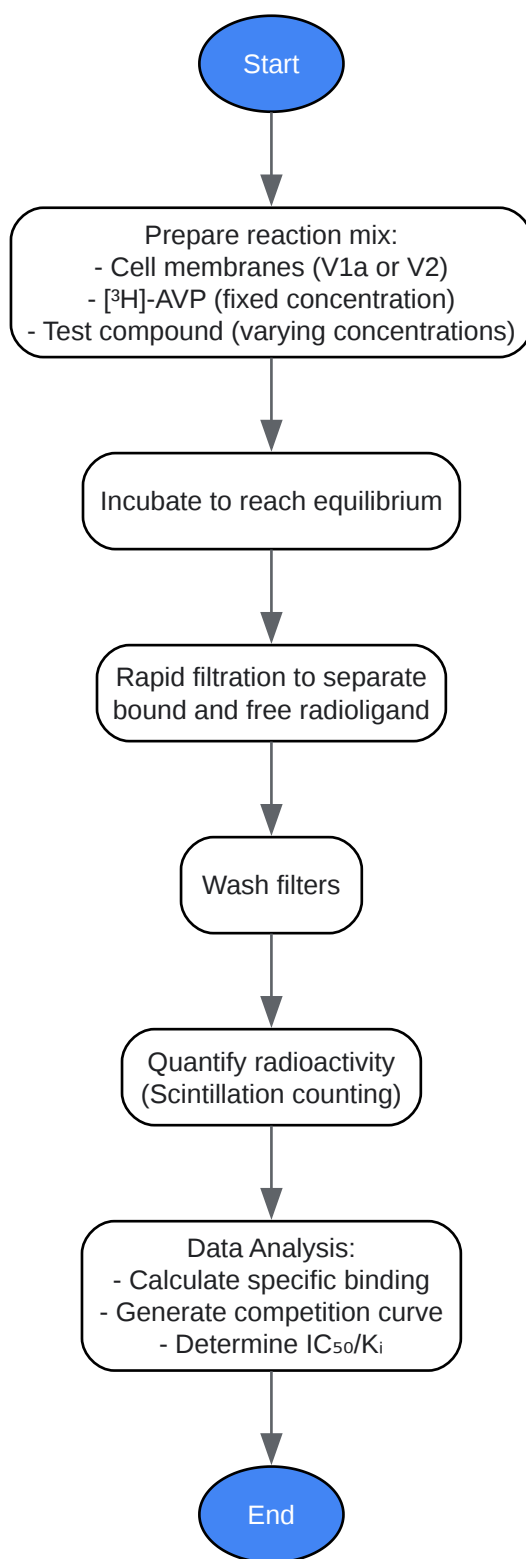 Start
Prepare reaction mix:
- Cell membranes (V1a or V2)
- [³H]-AVP (fixed concentration)
- Test compound (varying concentrations)
Incubate to reach equilibrium
Rapid filtration to separate
bound and free radioligand
Wash filters
Quantify radioactivity
(Scintillation counting)
Data Analysis:
- Calculate specific binding
- Generate competition curve
- Determine IC₅₀/Kᵢ
End